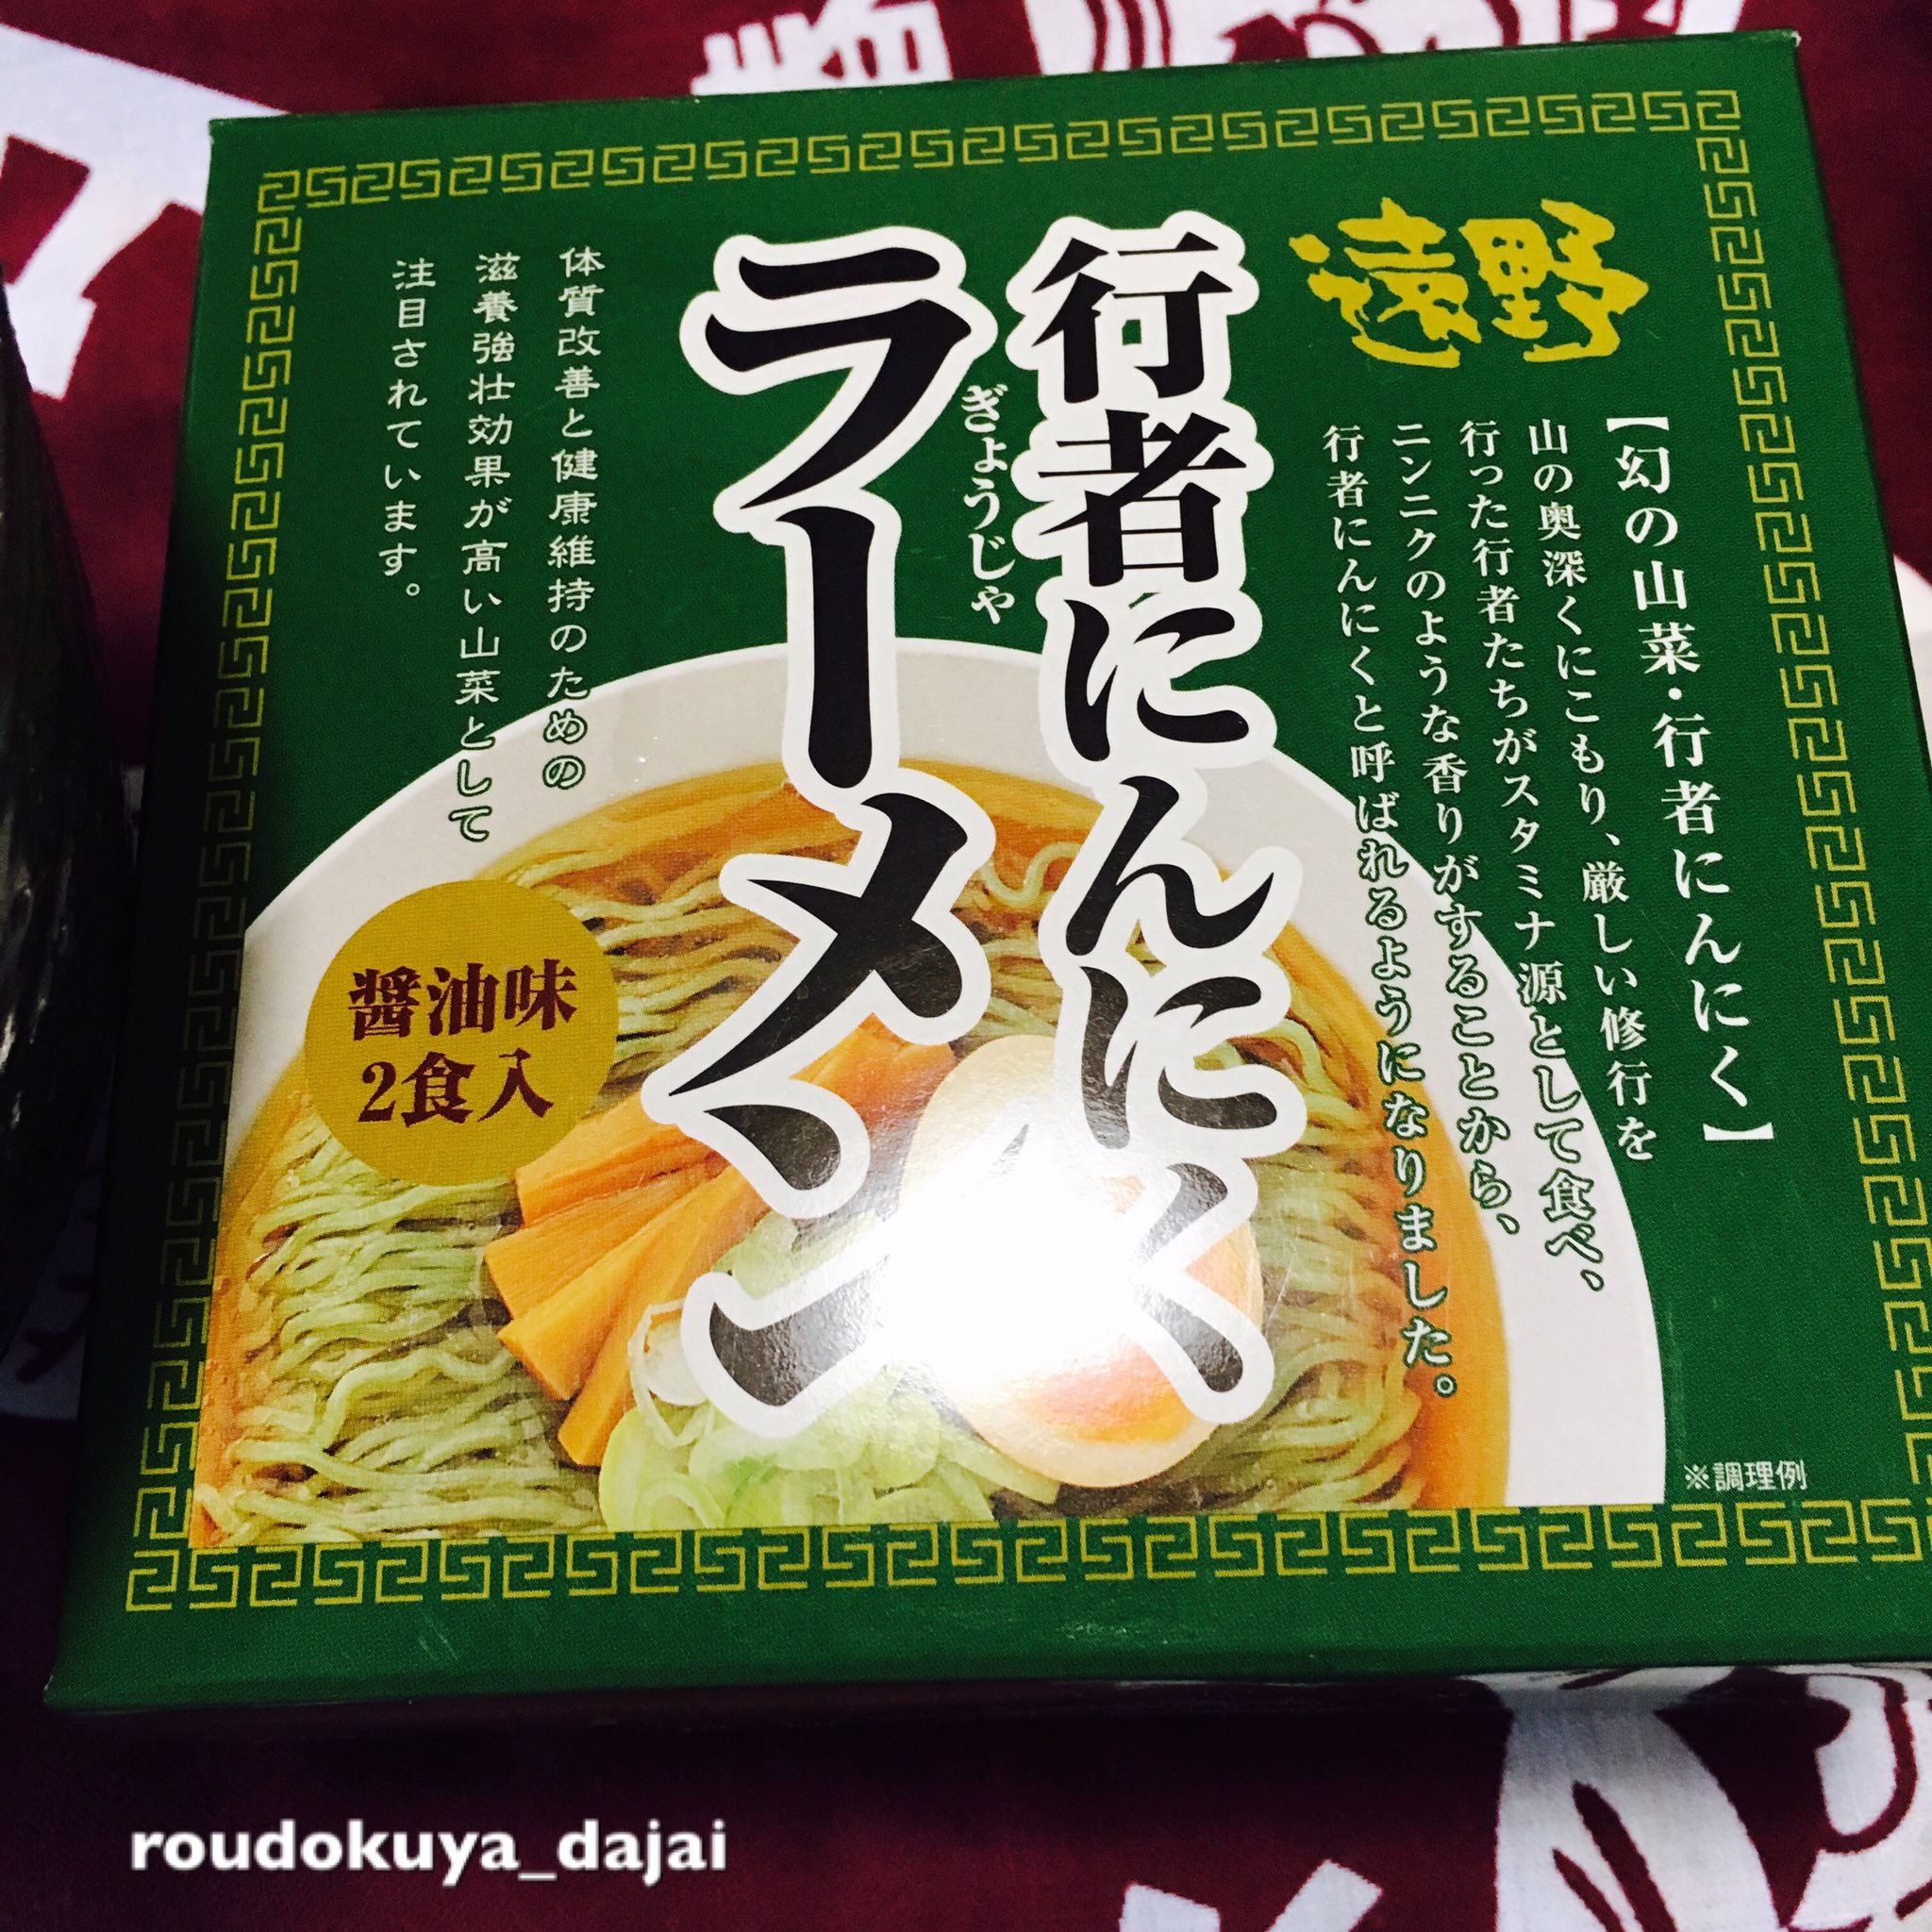 遠野
【幻の山菜・行者にんにく】
山の奥深くにこもり、厳しい修行を
行った行者たちがスタミナ源として食べ、
ニンニクのような香りがすることから、
行者にんにくと呼ばれるようになりました。
行者にんにく
ぎょうじゃ
ラーメン
体質改善と健康維持のための
滋養強壮効果が高い山菜として
注目されています。
醤油味
2食入
※調理例
roudokuya_dajai